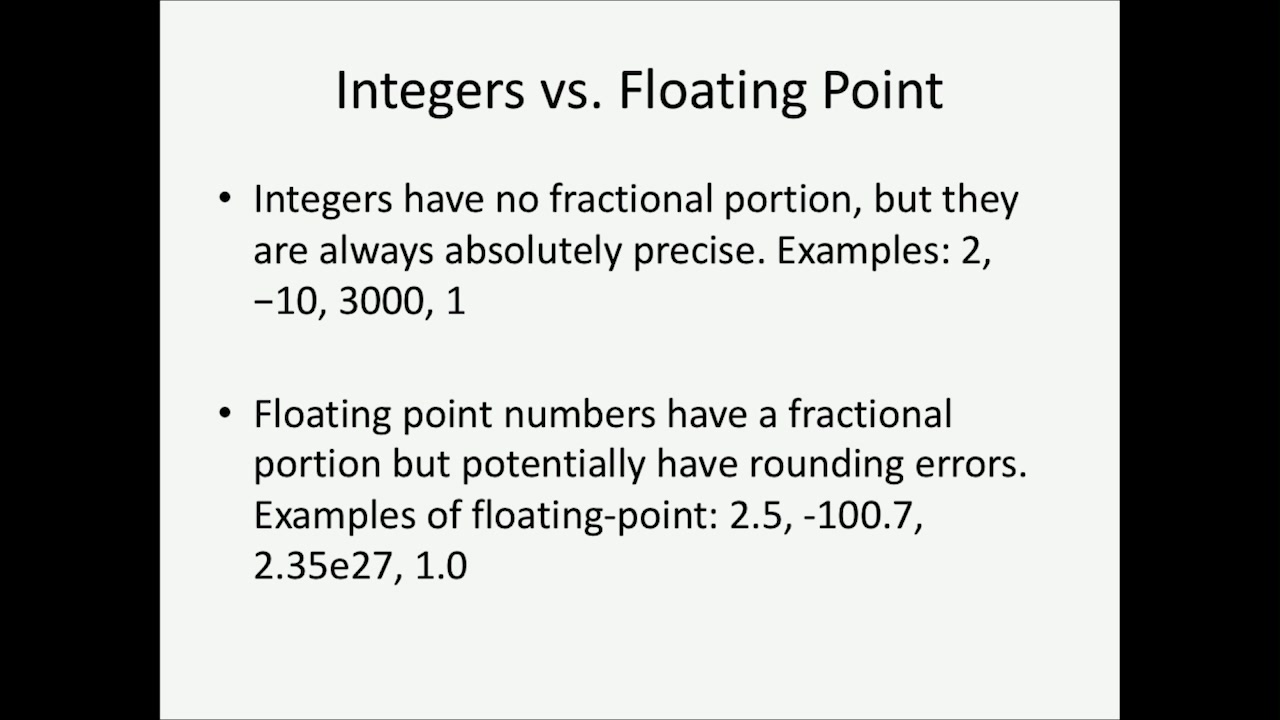 Integers vs. Floating Point
• Integers have no fractional portion, but they
are always absolutely precise. Examples: 2,
−10, 3000, 1
• Floating point numbers have a fractional
portion but potentially have rounding errors.
Examples of floating-point: 2.5, -100.7,
2.35e27, 1.0